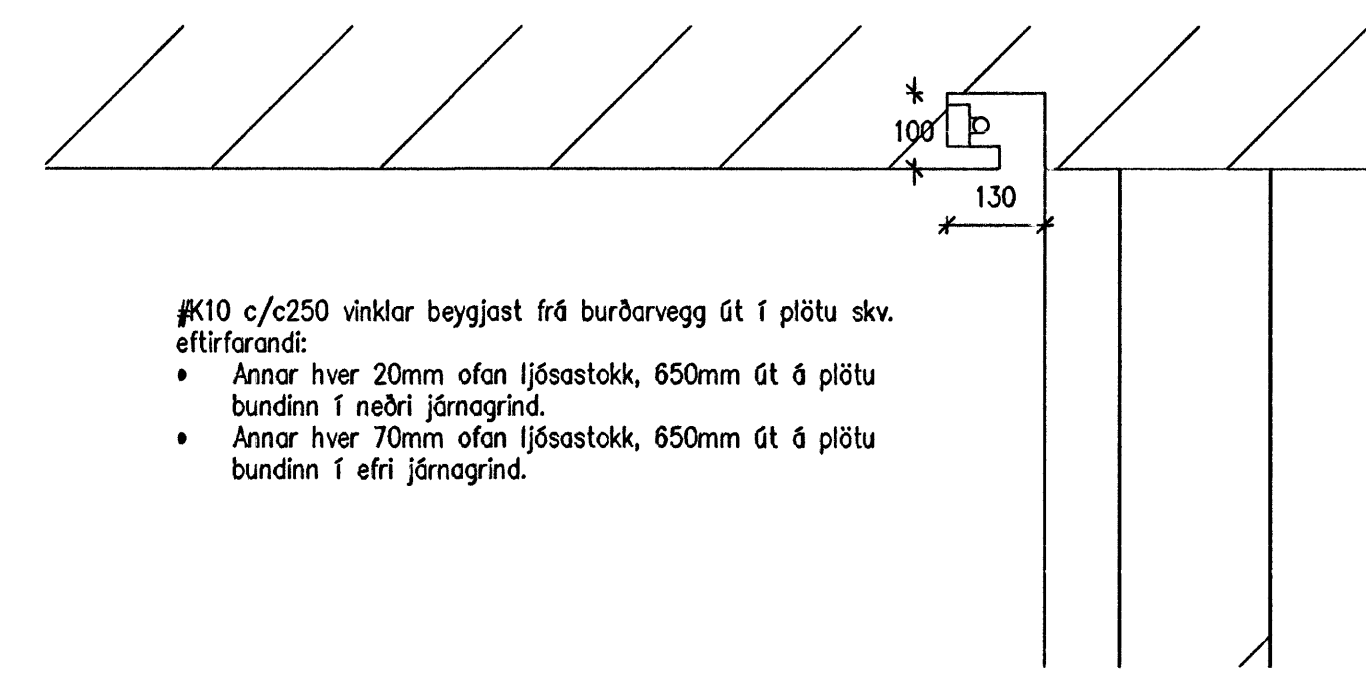 100
130
#K10 c/c250 vinklar beygjast frá burðarvegg út í plötu skv.
eftirfarandi:
• Annar hver 20mm ofan ljósastokk, 650mm út á plötu
bundinn í neðri járnagrind.
• Annar hver 70mm ofan ljósastokk, 650mm út á plötu
bundinn í efri járnagrind.